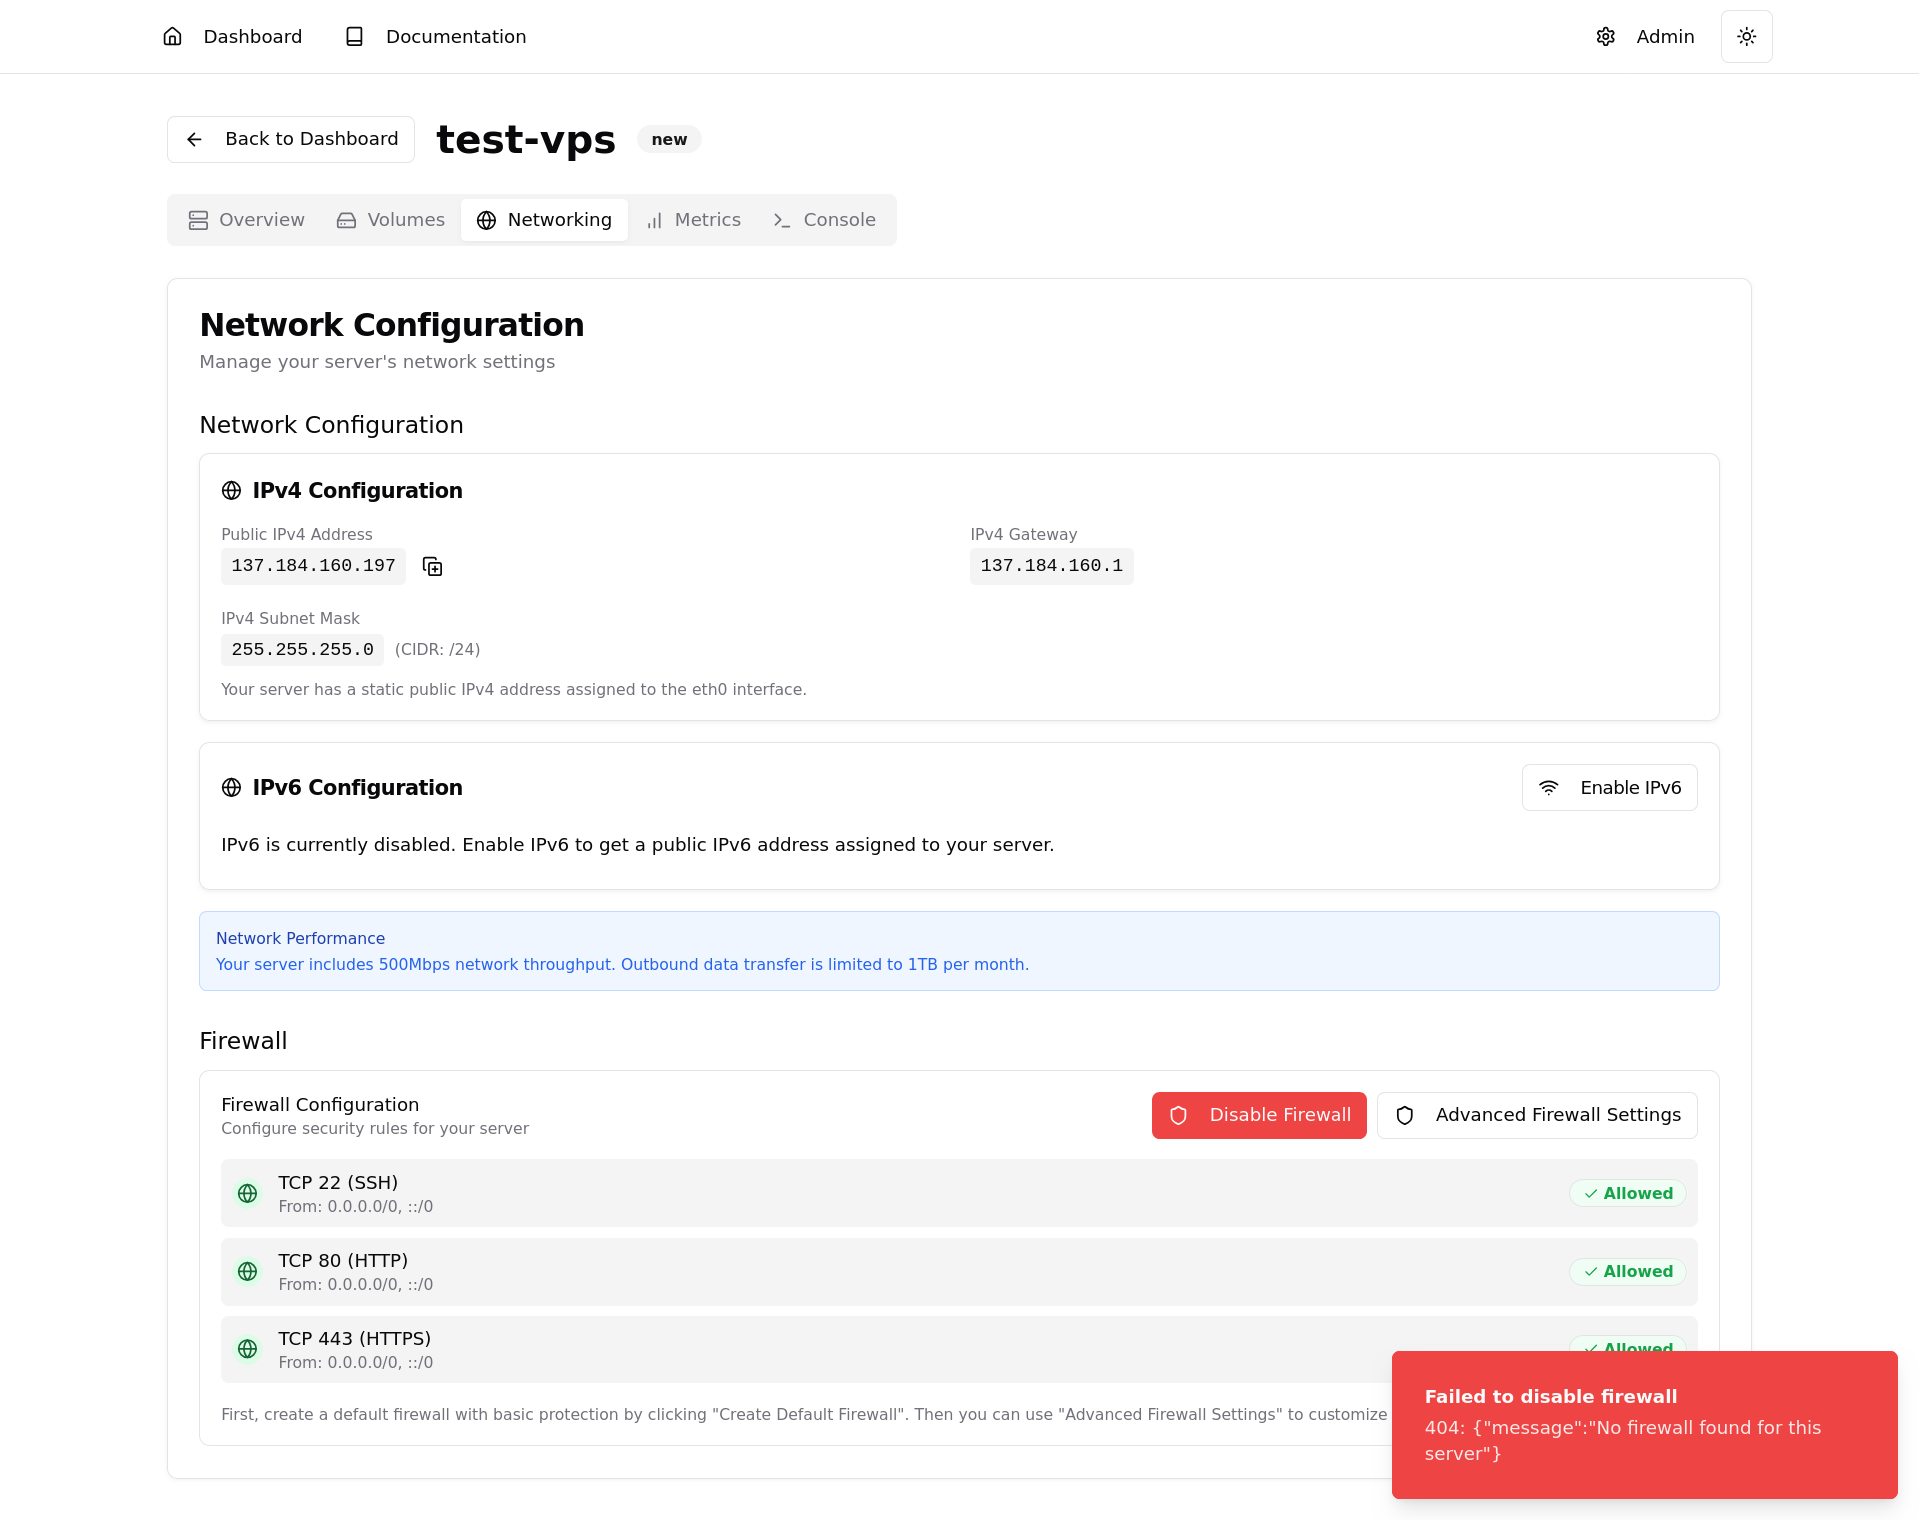 Dashboard
Documentation
Admin
Back to Dashboard
test-vps
new
Overview
Volumes
Networking
Metrics
Console
Network Configuration
Manage your server's network settings
Network Configuration
IPv4 Configuration
Public IPv4 Address
IPv4 Gateway
137.184.160.197
137.184.160.1
IPv4 Subnet Mask
255.255.255.0 (CIDR: /24)
Your server has a static public IPv4 address assigned to the eth0 interface.
IPv6 Configuration
Enable IPv6
IPv6 is currently disabled. Enable IPv6 to get a public IPv6 address assigned to your server.
Network Performance
Your server includes 500Mbps network throughput. Outbound data transfer is limited to 1TB per month.
Firewall
Firewall Configuration
Configure security rules for your server
Disable Firewall
Advanced Firewall Settings
TCP 22 (SSH)
From: 0.0.0.0/0, ::/0
Allowed
TCP 80 (HTTP)
From: 0.0.0.0/0, ::/0
Allowed
TCP 443 (HTTPS)
From: 0.0.0.0/0, ::/0
Allowed
First, create a default firewall with basic protection by clicking "Create Default Firewall". Then you can use "Advanced Firewall Settings" to customize
Failed to disable firewall
404: {"message":"No firewall found for this
server"}